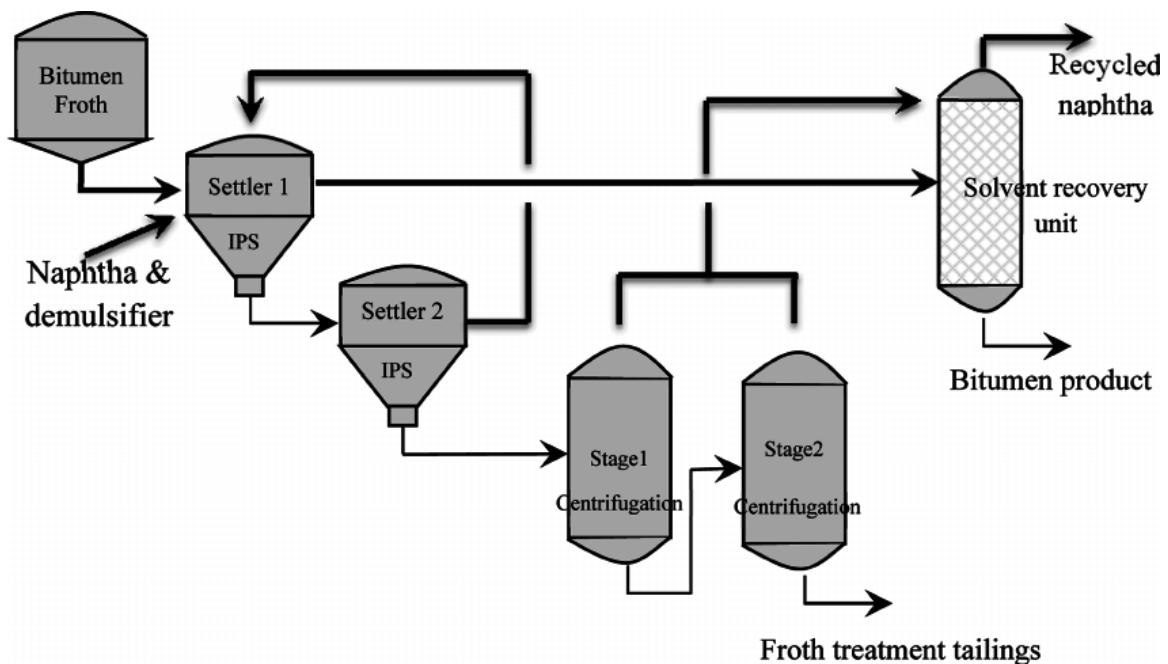 Bitumen
Froth
Settler 1
IPS
Naphtha &
demulsifier
Settler 2
IPS
Stage1
Centrifugation
Stage2
Centrifugation
Froth treatment tailings
Recycled
naphtha
Solvent recovery
unit
Bitumen product